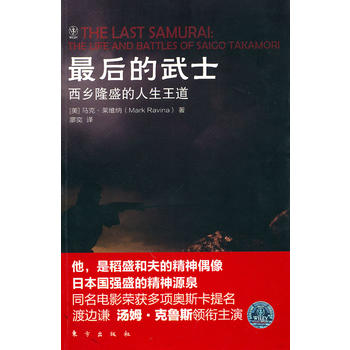 THE LAST SAMURAI:
THE LIFE AND BATTLES OF SAIGO TAKAMORI
最后的武士
西乡隆盛的人生王道
[美] 马克·莱维纳（Mark Ravina）著
廖奕 译
他，是稻盛和夫的精神偶像
日本国强盛的精神源泉
同名电影荣获多项奥斯卡提名
渡边谦 汤姆·克鲁斯领衔主演
东方出版社
WILEY